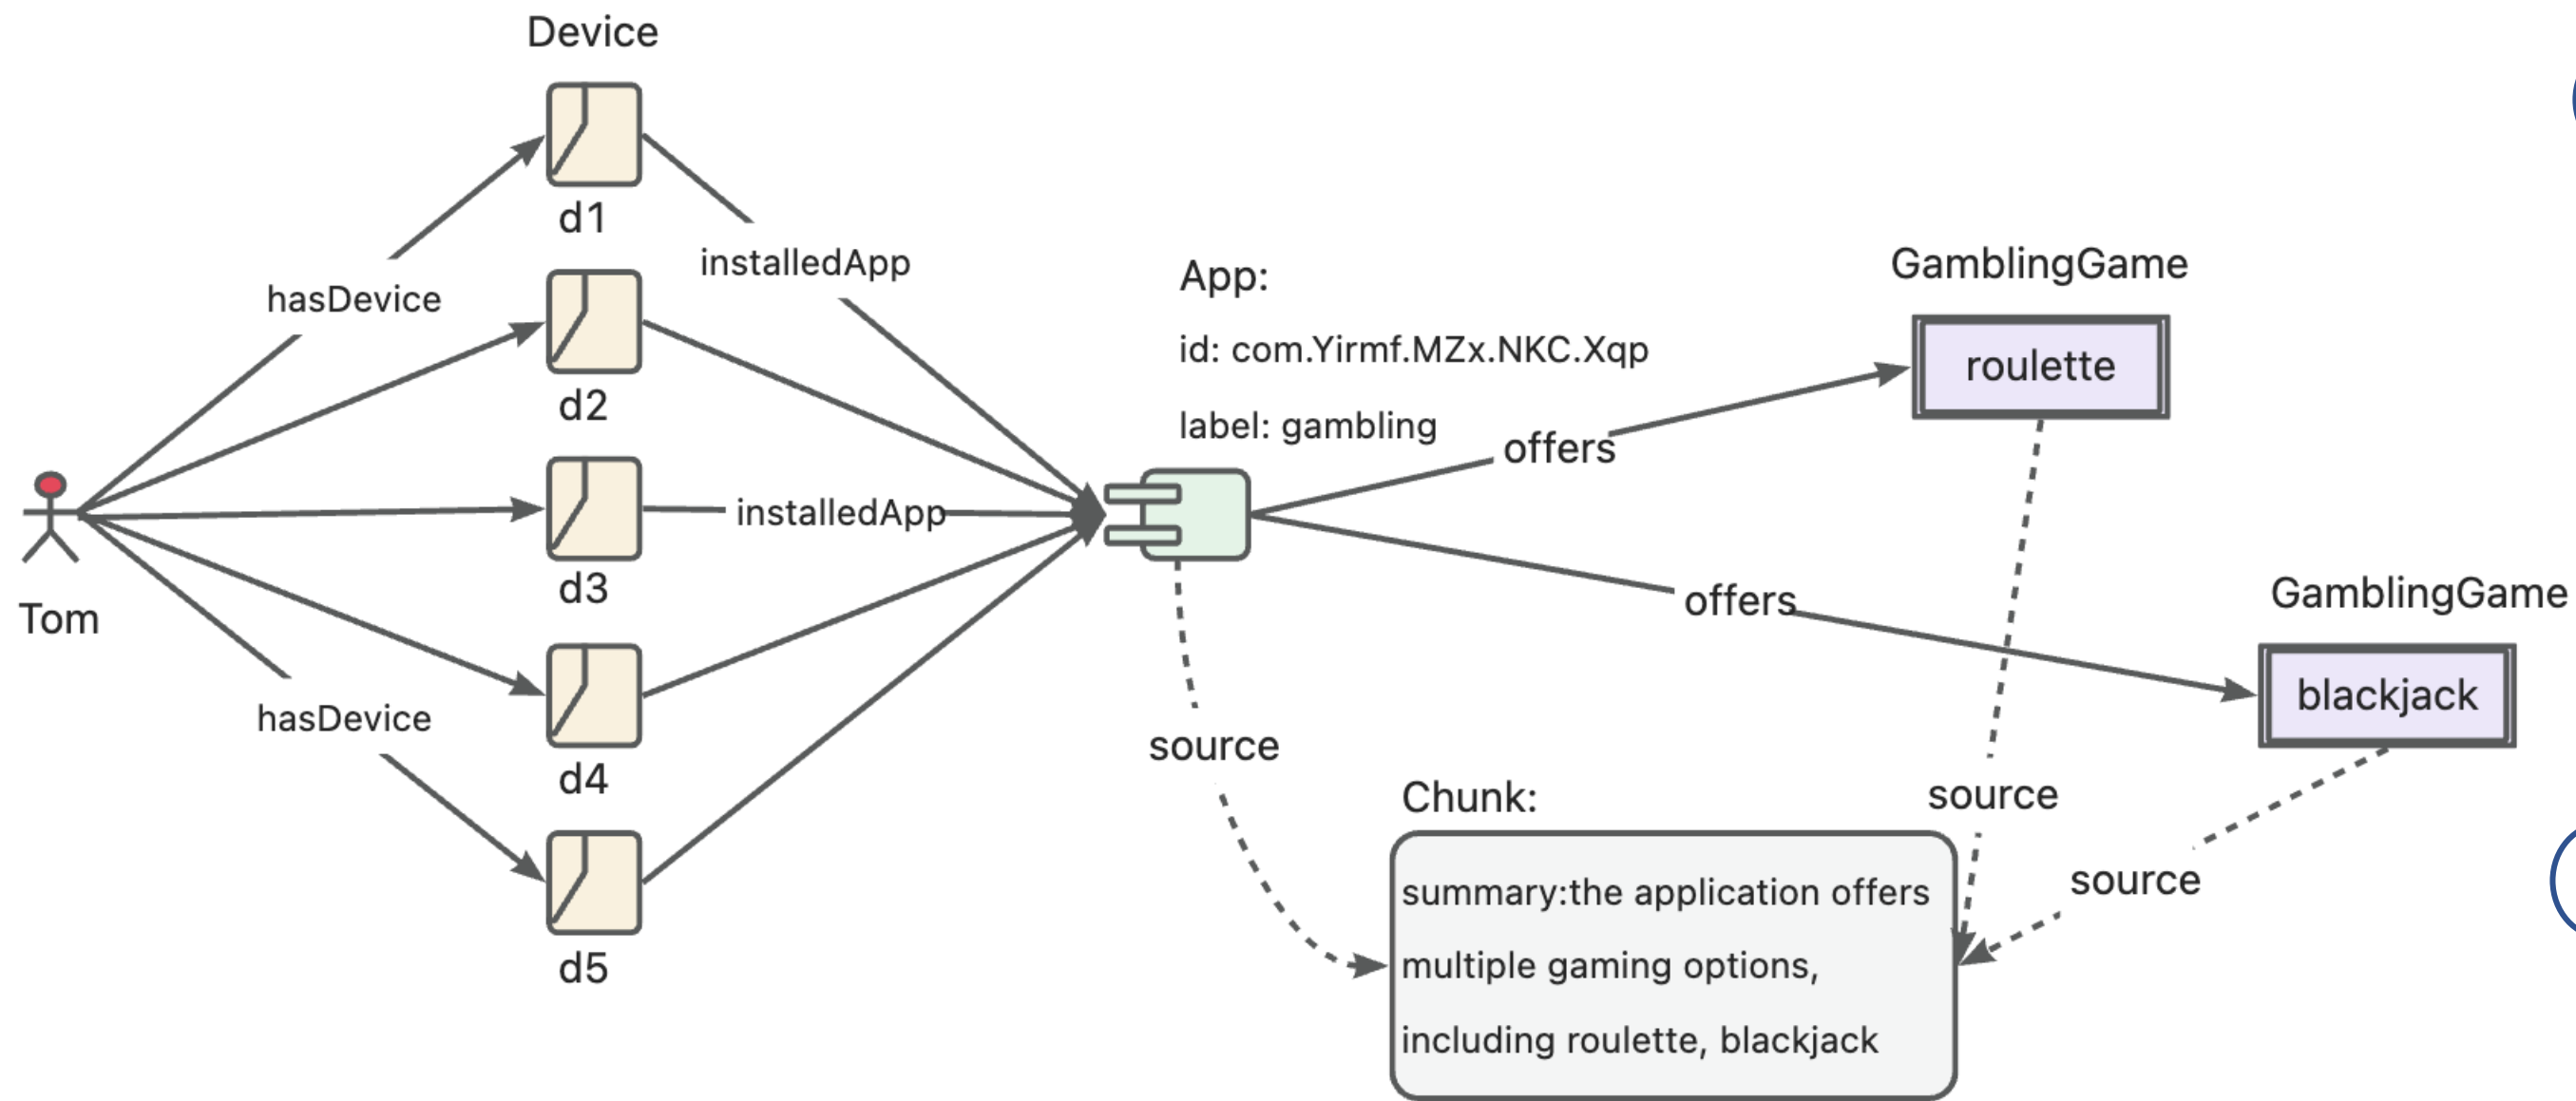 Device
d1
hasDevice
installedApp
d2
d3
installedApp
Tom
d4
hasDevice
d5
App:
id: com.Yirmf.MZx.NKC.Xqp
label: gambling
offers
GamblingGame
roulette
offers
GamblingGame
blackjack
source
source
source
Chunk:
summary:the application offers
multiple gaming options,
including roulette, blackjack